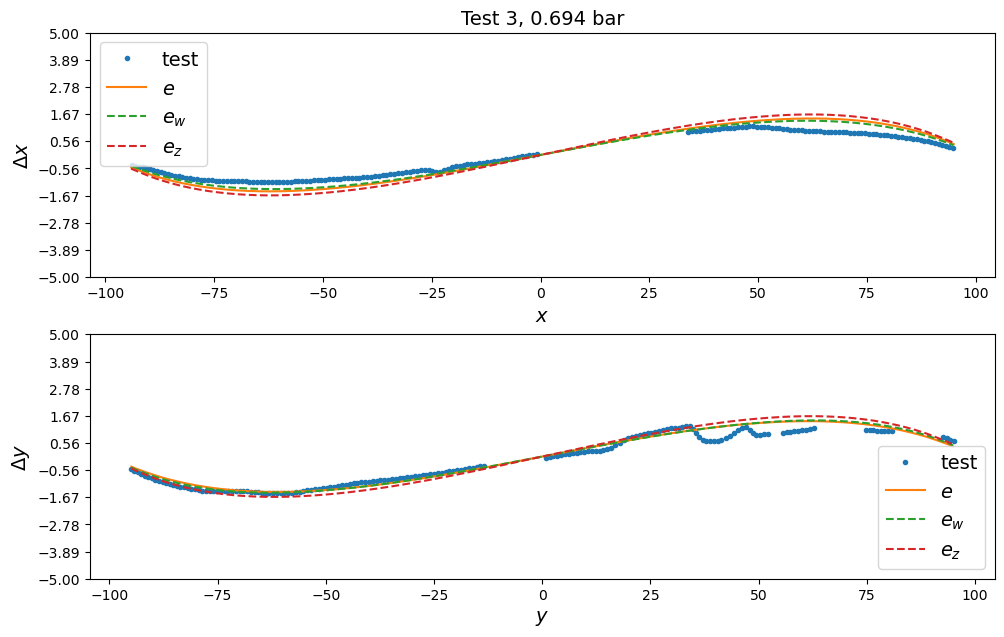 Test 3, 0.694 bar
5.00
3.89
2.78
1.67
0.56
−0.56
−1.67
−2.78
−3.89
−5.00
Δx
test
e
e_w
e_z
−100 −75 −50 −25 0 25 50 75 100
x
5.00
3.89
2.78
1.67
0.56
−0.56
−1.67
−2.78
−3.89
−5.00
Δy
test
e
e_w
e_z
−100 −75 −50 −25 0 25 50 75 100
y